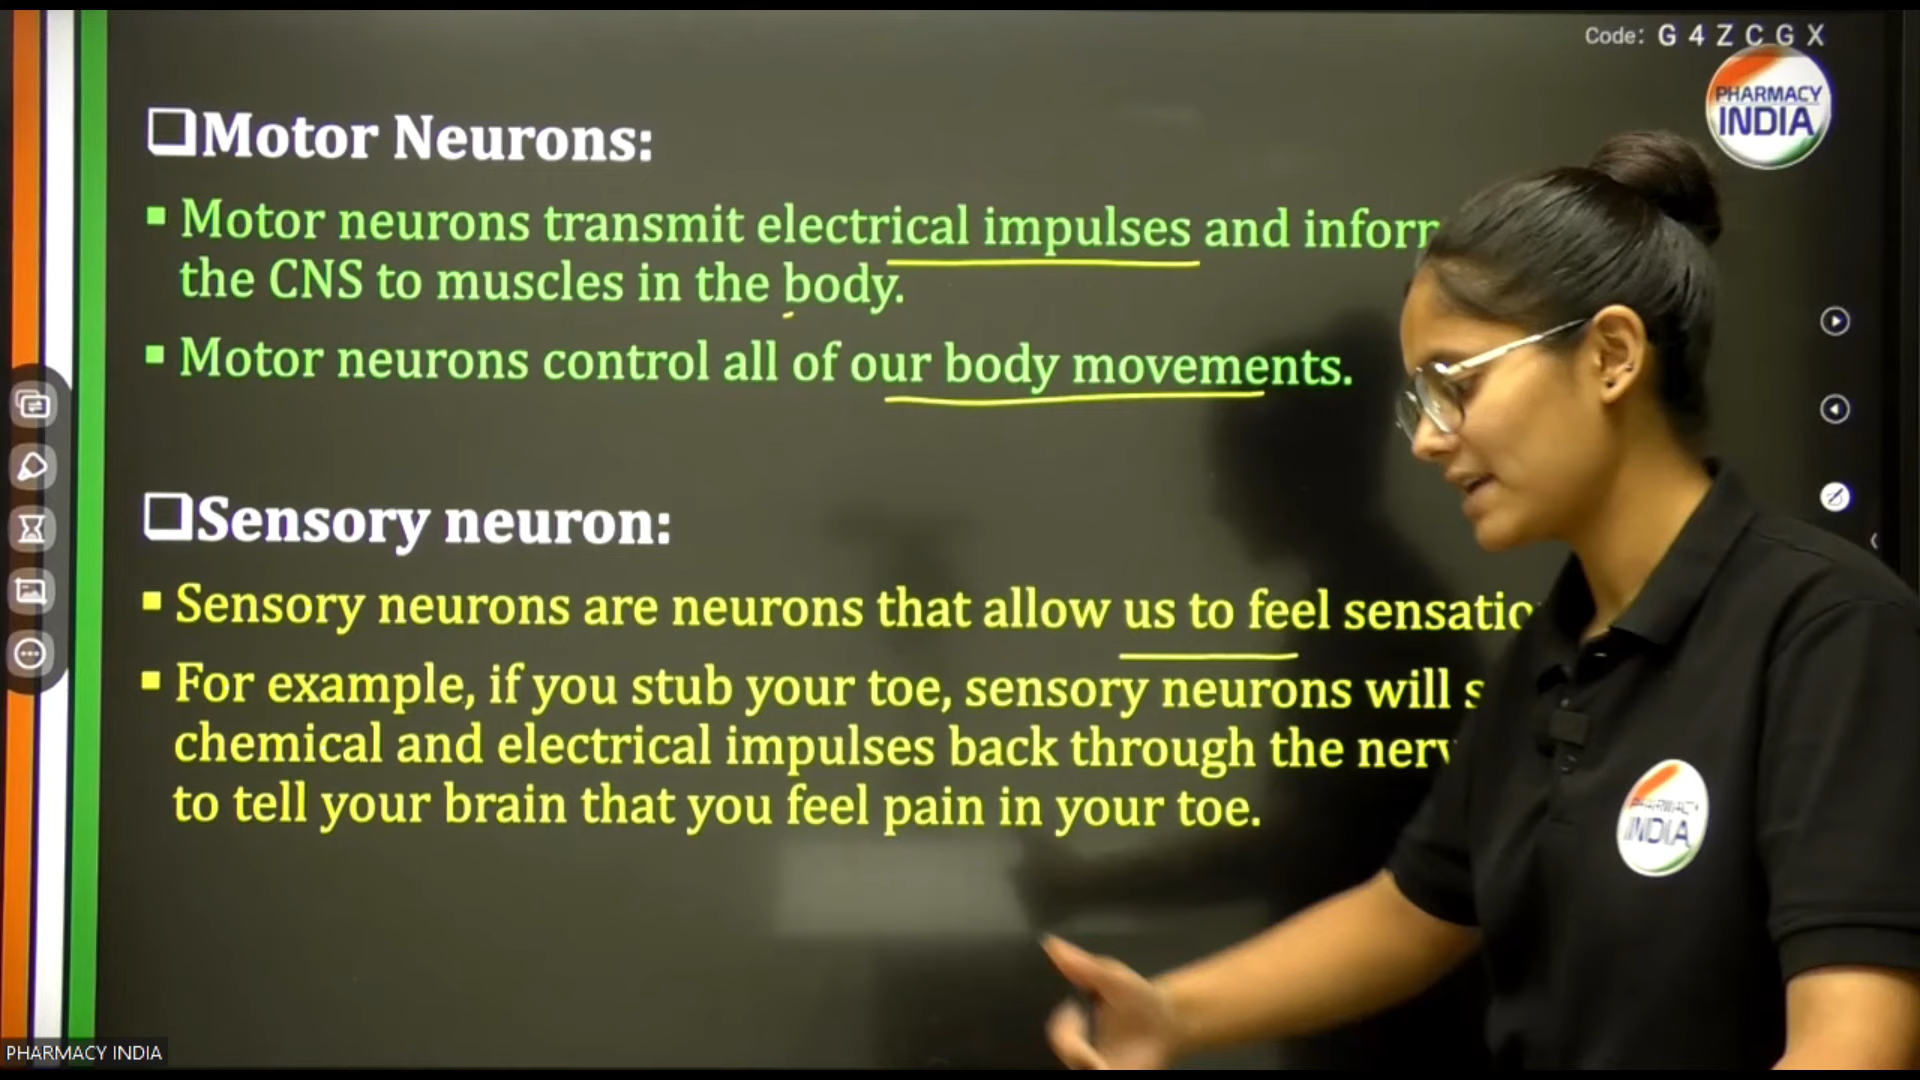 Code: G 4 Z C G X
PHARMACY
INDIA
❑Motor Neurons:
▪ Motor neurons transmit electrical impulses and
the CNS to muscles in the body.
▪ Motor neurons control all of our body movements.
❑Sensory neuron:
▪ Sensory neurons are neurons that allow us to feel
▪ For example, if you stub your toe, sensory neurons will
chemical and electrical impulses back through the
to tell your brain that you feel pain in your toe.
PHARMACY
INDIA
PHARMACY INDIA